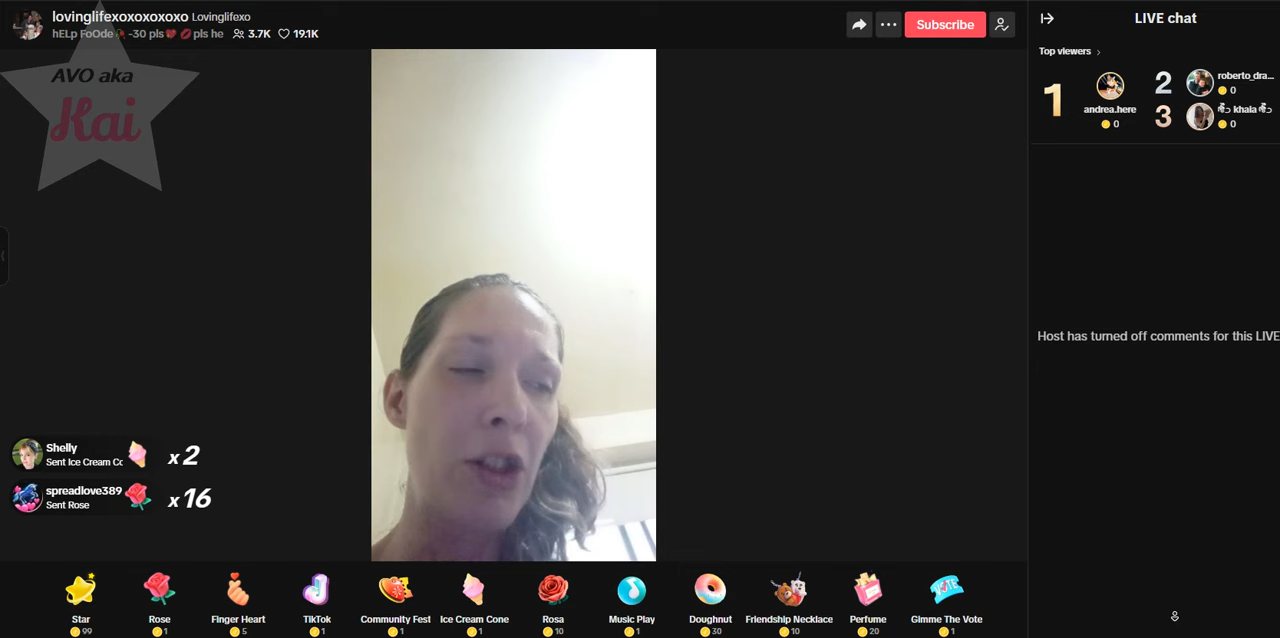 lovinglifexoxoxoxoxo Lovinglifexo
hELp FoOde -30 pls❤️ 💋 pls he 3.7K 19.1K
Subscribe
AVO aka
Kai
LIVE chat
Top viewers
1
andrea.here
0
2
roberto_dra...
0
3
khala
0
Host has turned off comments for this LIVE
Shelly
Sent Ice Cream Co
x2
spreadlove389
Sent Rose
x16
Star
99
Rose
1
Finger Heart
5
TikTok
1
Community Fest
1
Ice Cream Cone
1
Rosa
10
Music Play
1
Doughnut
30
Friendship Necklace
10
Perfume
20
VOTE
GImme The Vote
1